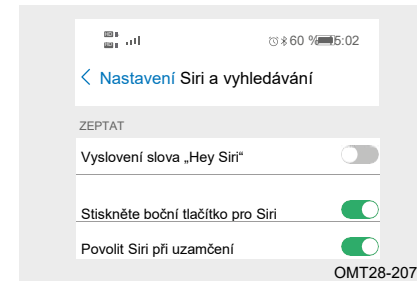 60 % 5:02
Nastavení Siri a vyhledávání
ZEPTAT
Vyslovení slova „Hey Siri“
Stiskněte boční tlačítko pro Siri
Povolit Siri při uzamčení
OMT28-207